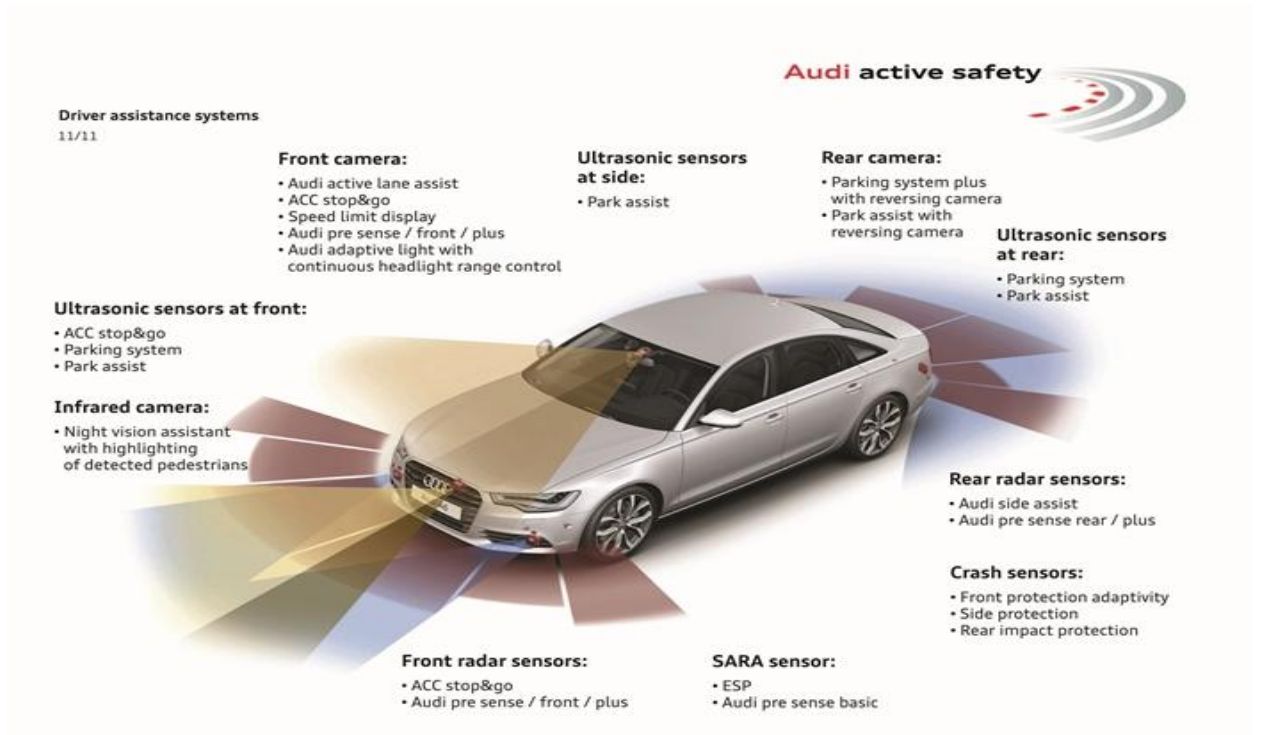 Audi active safety
Driver assistance systems
11/11
Front camera:
• Audi active lane assist
• ACC stop&go
• Speed limit display
• Audi pre sense / front / plus
• Audi adaptive light with
continuous headlight range control
Ultrasonic sensors
at side:
• Park assist
Rear camera:
• Parking system plus
with reversing camera
• Park assist with
reversing camera
Ultrasonic sensors
at rear:
• Parking system
• Park assist
Ultrasonic sensors at front:
• ACC stop&go
• Parking system
• Park assist
Infrared camera:
• Night vision assistant
with highlighting
of detected pedestrians
Rear radar sensors:
• Audi side assist
• Audi pre sense rear / plus
Crash sensors:
• Front protection adaptivity
• Side protection
• Rear impact protection
Front radar sensors:
• ACC stop&go
• Audi pre sense / front / plus
SARA sensor:
• ESP
• Audi pre sense basic